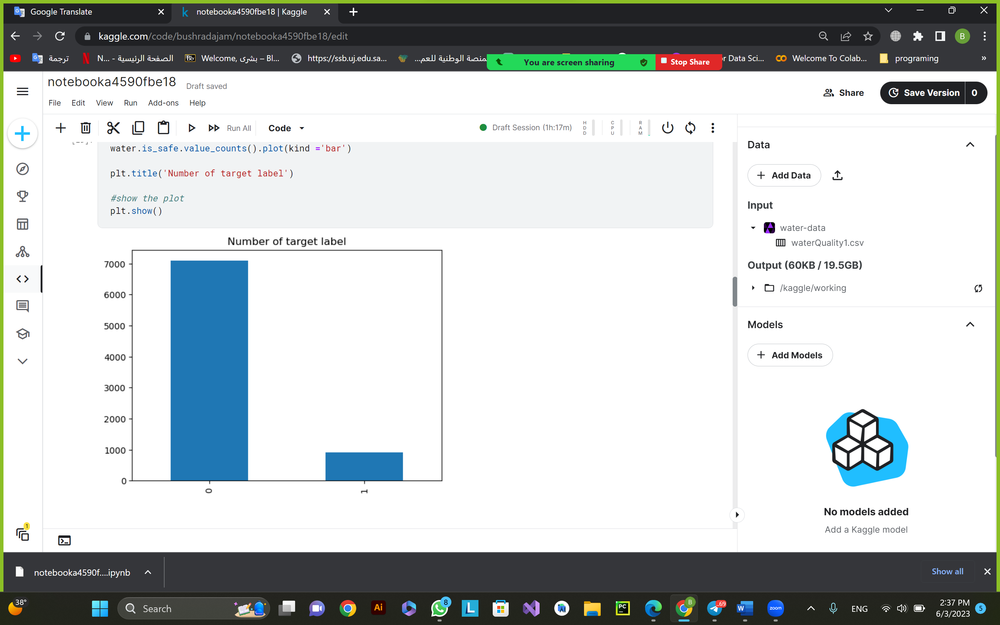 Google Translate
notebooka4590fbe18 | Kaggle
kaggle.com/code/bushradajam/notebooka4590fbe18/edit
B
ترجمة
N... - الصفحة الرئيسية
Bb Welcome, بشرى – Bl...
https://ssb.uj.edu.sa...
You are screen sharing
Stop Share
or Data Sci...
Welcome To Colab...
programing
»
notebooka4590fbe18
Draft saved
File Edit View Run Add-ons Help
Share
Save Version 0
Run All
Code
Draft Session (1h:17m)
HDD
CPU
RAM
water.is_safe.value_counts().plot(kind ='bar')
plt.title('Number of target label')
#show the plot
plt.show()
Number of target label
7000
6000
5000
4000
3000
2000
1000
0
0
1
Data
Add Data
Input
water-data
waterQuality1.csv
Output (60KB / 19.5GB)
/kaggle/working
Models
Add Models
No models added
Add a Kaggle model
1
notebooka4590f....ipynb
Show all
38°
Search
Ai
8
L
PC
B
..69
W
zoom
ENG
2:37 PM
6/3/2023
5